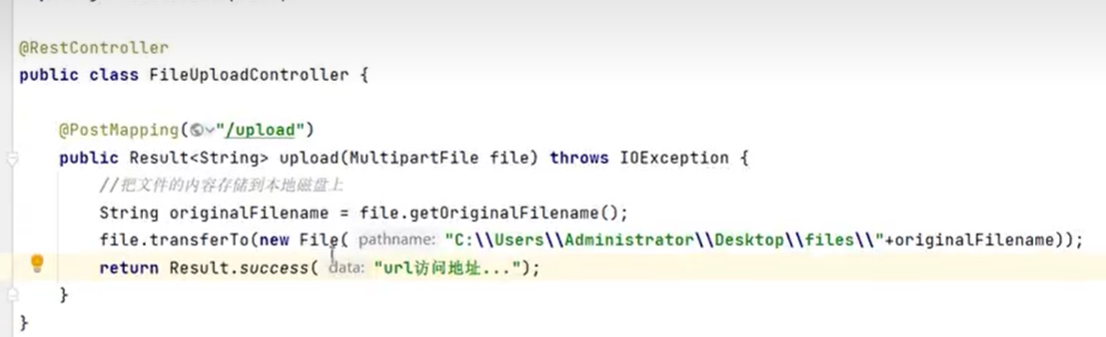 @RestController
public class FileUploadController {
@PostMapping("/upload")
public Result<String> upload(MultipartFile file) throws IOException {
//把文件的内容存储到本地磁盘上
String originalFilename = file.getOriginalFilename();
file.transferTo(new File( pathname: "C:\\Users\\Administrator\\Desktop\\files\\"+originalFilename));
return Result.success( data: "url访问地址...");
}
}